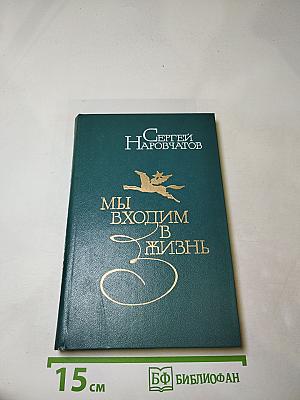 СЕРГЕЙ
НАРОВЧАТОВ
МЫ
ВХОДИМ
В
ЖИЗНЬ
15 см
БФ БИБЛИОФАН